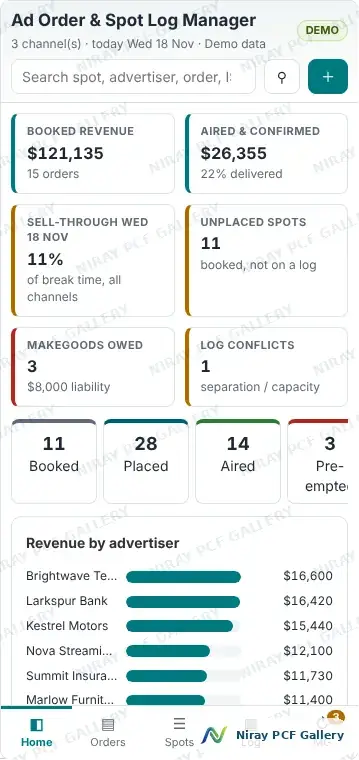 Ad Order & Spot Log Manager
3 channel(s) · today Wed 18 Nov · Demo data
DEMO
Search spot, advertiser, order, I
+
BOOKED REVENUE
$121,135
15 orders
AIRED & CONFIRMED
$26,355
22% delivered
SELL-THROUGH WED
18 NOV
11%
of break time, all
channels
UNPLACED SPOTS
11
booked, not on a log
MAKEGOODS OWED
3
$8,000 liability
LOG CONFLICTS
1
separation / capacity
11
Booked
28
Placed
14
Aired
3
Pre-
emptec
Revenue by advertiser
Brightwave Te... $16,600
Larkspur Bank $16,420
Kestrel Motors $15,440
Nova Streami... $12,100
Summit Insura... $11,730
Marlow Furnit... $11,400
Home
Orders
Spots
Log
3
Niray PCF Gallery
NIRAY PCF GALLERY